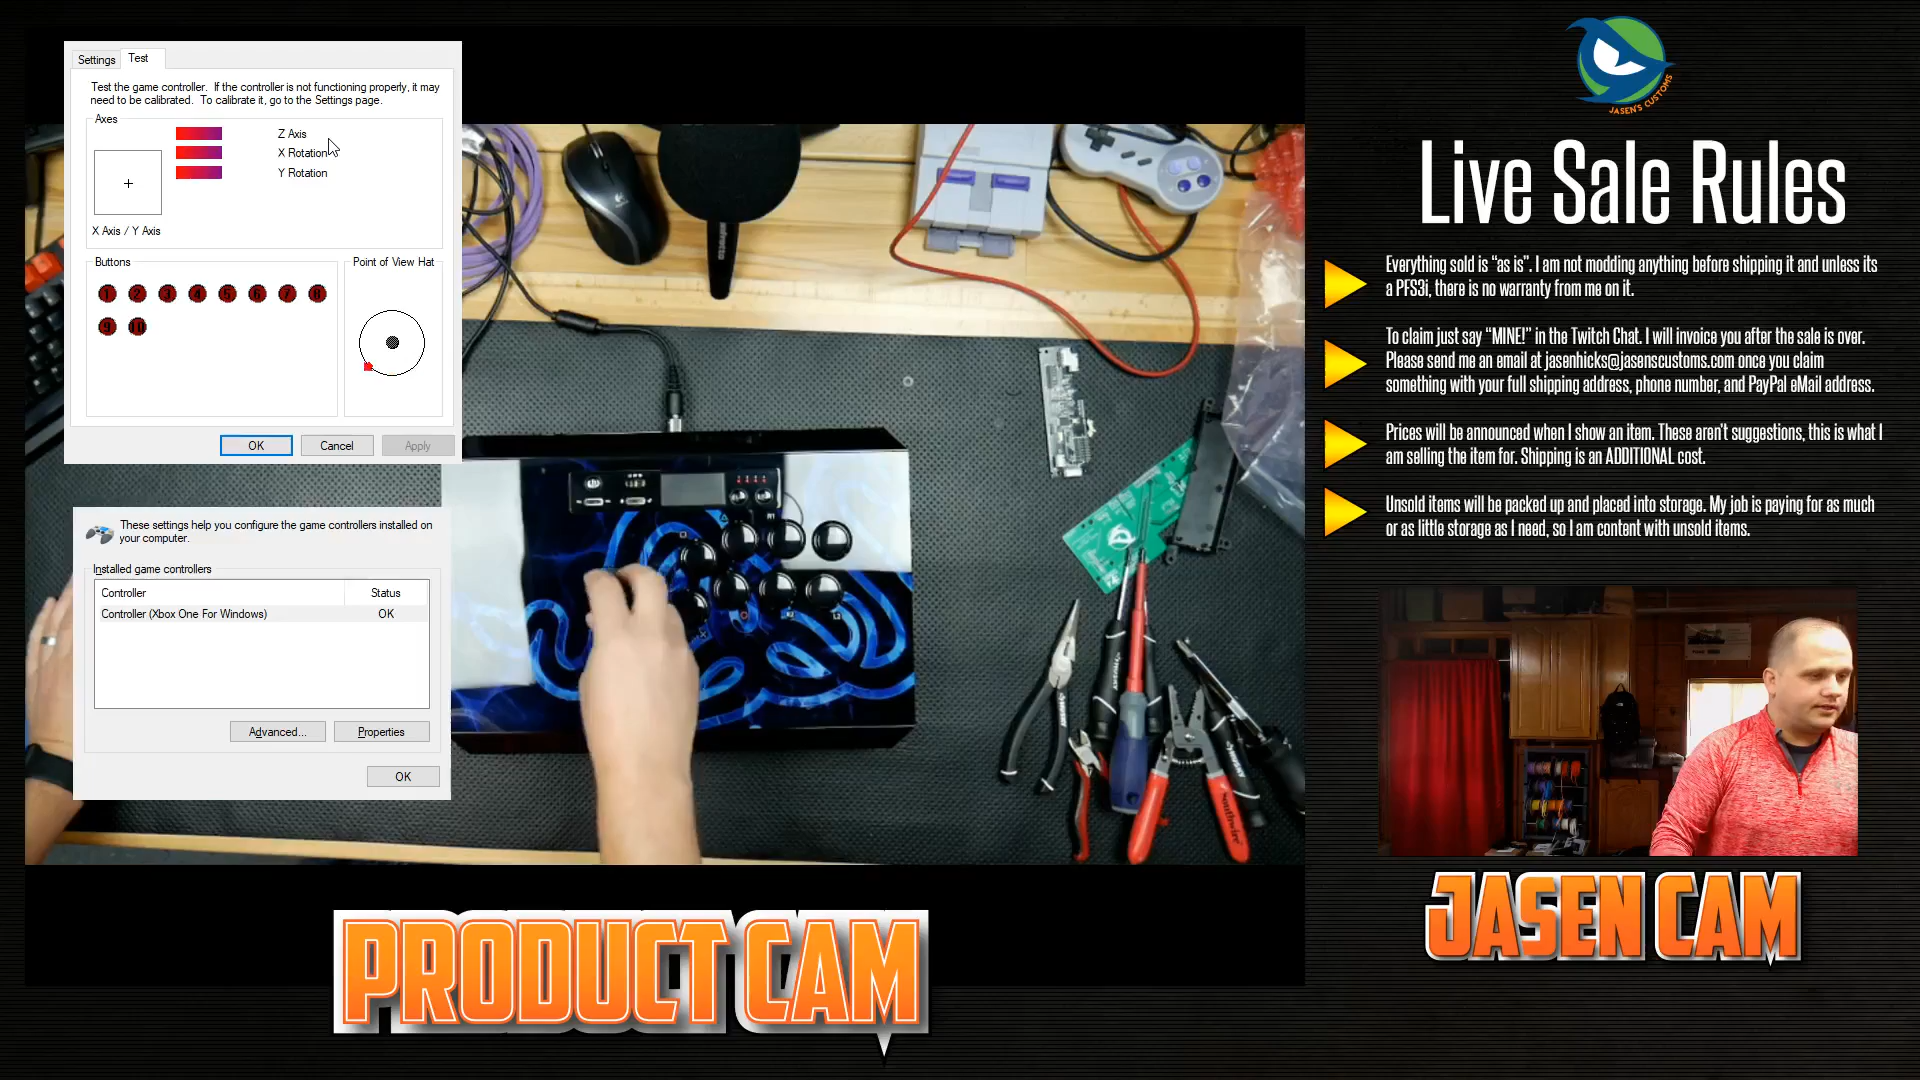 Settings
Test
Test the game controller. If the controller is not functioning properly, it may
need to be calibrated. To calibrate it, go to the Settings page.
Axes
Z Axis
X Rotation
Y Rotation
X Axis / Y Axis
Buttons
Point of View Hat
1 2 3 4 5 6 7 8
9 10
OK
Cancel
Apply
These settings help you configure the game controllers installed on
your computer.
Installed game controllers
Controller
Status
Controller (Xbox One For Windows)
OK
Advanced...
Properties
OK
PRODUCT CAM
JASEN'S CUSTOMS
Live Sale Rules
Everything sold is “as is”. I am not modding anything before shipping it and unless its
a PFS3i, there is no warranty from me on it.
To claim just say “MINE!” in the Twitch Chat. I will invoice you after the sale is over.
Please send me an email at jasenhicks@jasenscustoms.com once you claim
something with your full shipping address, phone number, and PayPal eMail address.
Prices will be announced when I show an item. These aren't suggestions, this is what I
am selling the item for. Shipping is an ADDITIONAL cost.
Unsold items will be packed up and placed into storage. My job is paying for as much
or as little storage as I need, so I am content with unsold items.
JASEN CAM